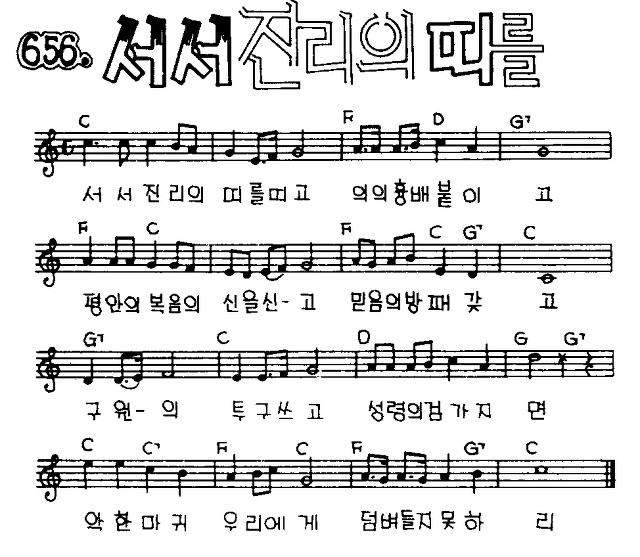 656. 서서 진리의 띠를
C F D G7
서 서 진 리의 띠 를띠 고 의의흉배붙 이 고
F C F C G7 C
평안의 복음의 신을신- 고 믿음의방 패 갖 고
G7 C D G G7
구 원- 의 투 구쓰 고 성령의검 가 지 면
C C7 F C F G7 C
악 한 마 귀 우 리에 게 덤벼들지 못 하 리